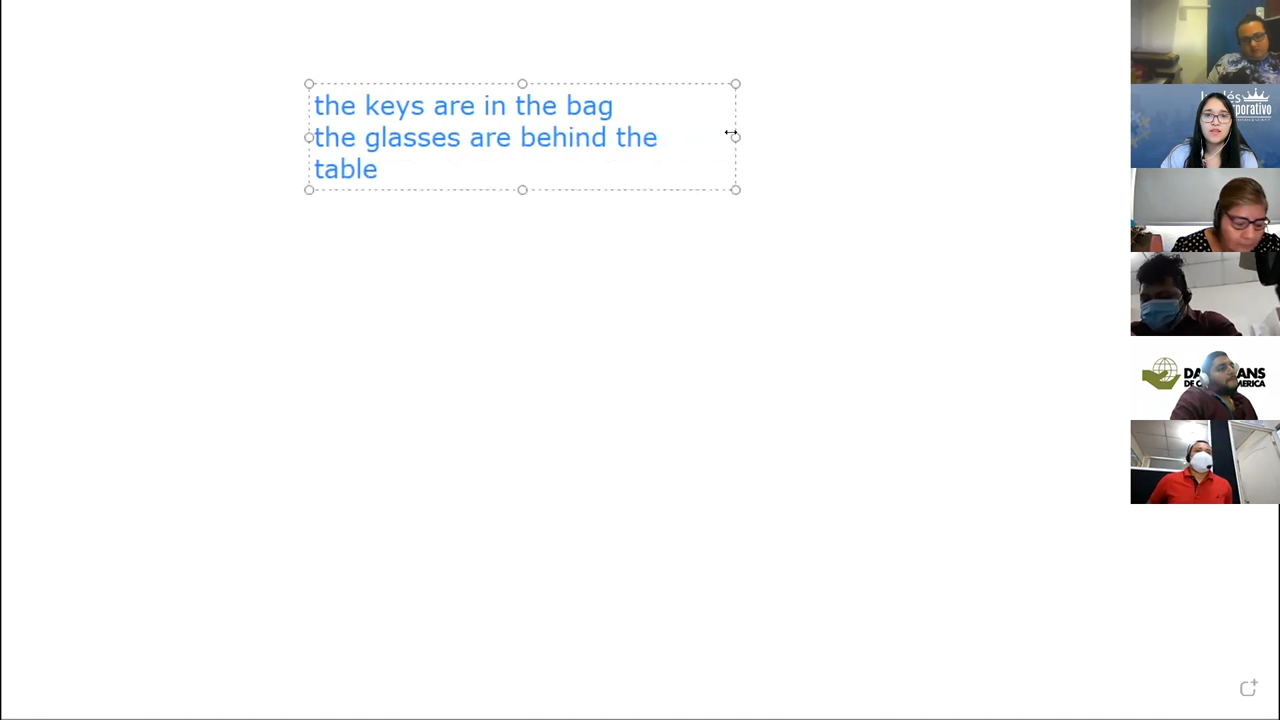 the keys are in the bag
the glasses are behind the
table